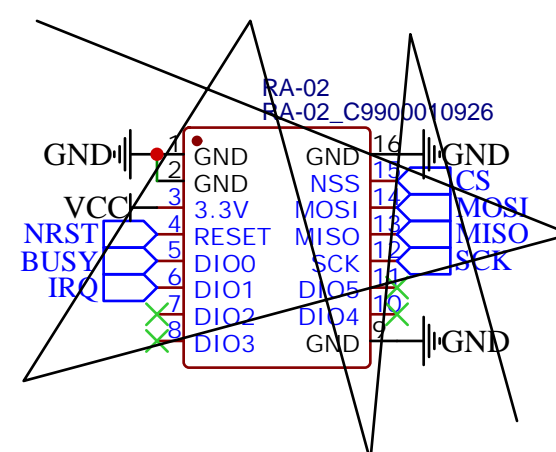 RA-02
RA-02_C9900010926
GND 1 GND GND 16 GND
2 GND NSS 15 CS
VCC 3 3.3V MOSI 14 MOSI
NRST 4 RESET MISO 13 MISO
BUSY 5 DIO0 SCK 12 SCK
IRQ 6 DIO1 DIO5 11
7 DIO2 DIO4 10
8 DIO3 GND 9 GND